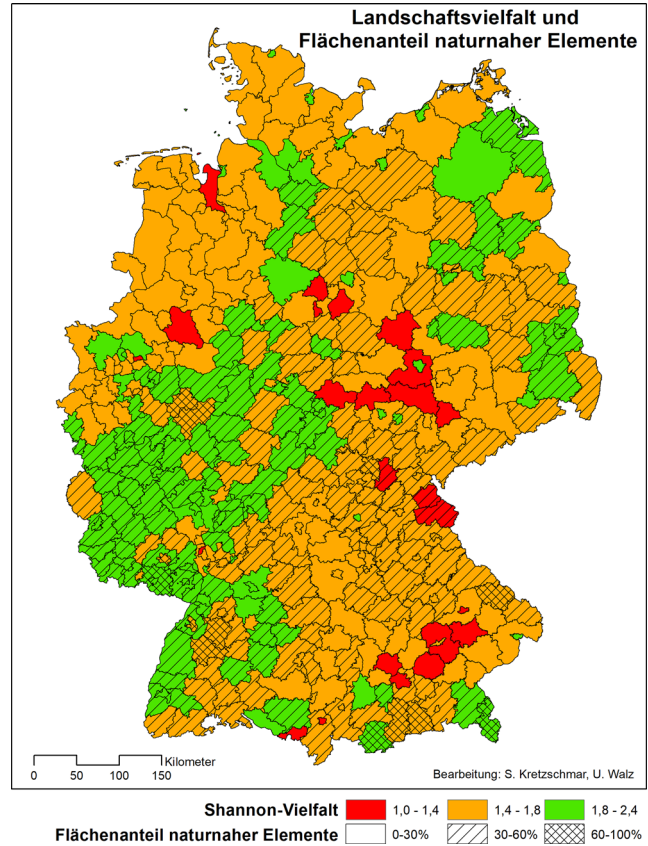 Landschaftsvielfalt und
Flächenanteil naturnaher Elemente
Kilometer
0 50 100 150
Bearbeitung: S. Kretzschmar, U. Walz
Shannon-Vielfalt 1,0 - 1,4 1,4 - 1,8 1,8 - 2,4
Flächenanteil naturnaher Elemente 0-30% 30-60% 60-100%